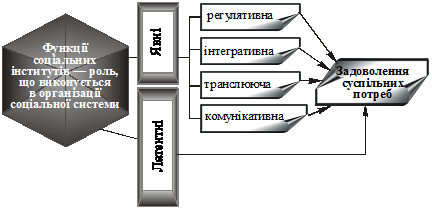 Функції
соціальних
інститутів — роль,
що виконується
в організації
соціальної системи
Явні
Латентні
регулятивна
інтегративна
транслююча
комунікативна
Задоволення
суспільних
потреб